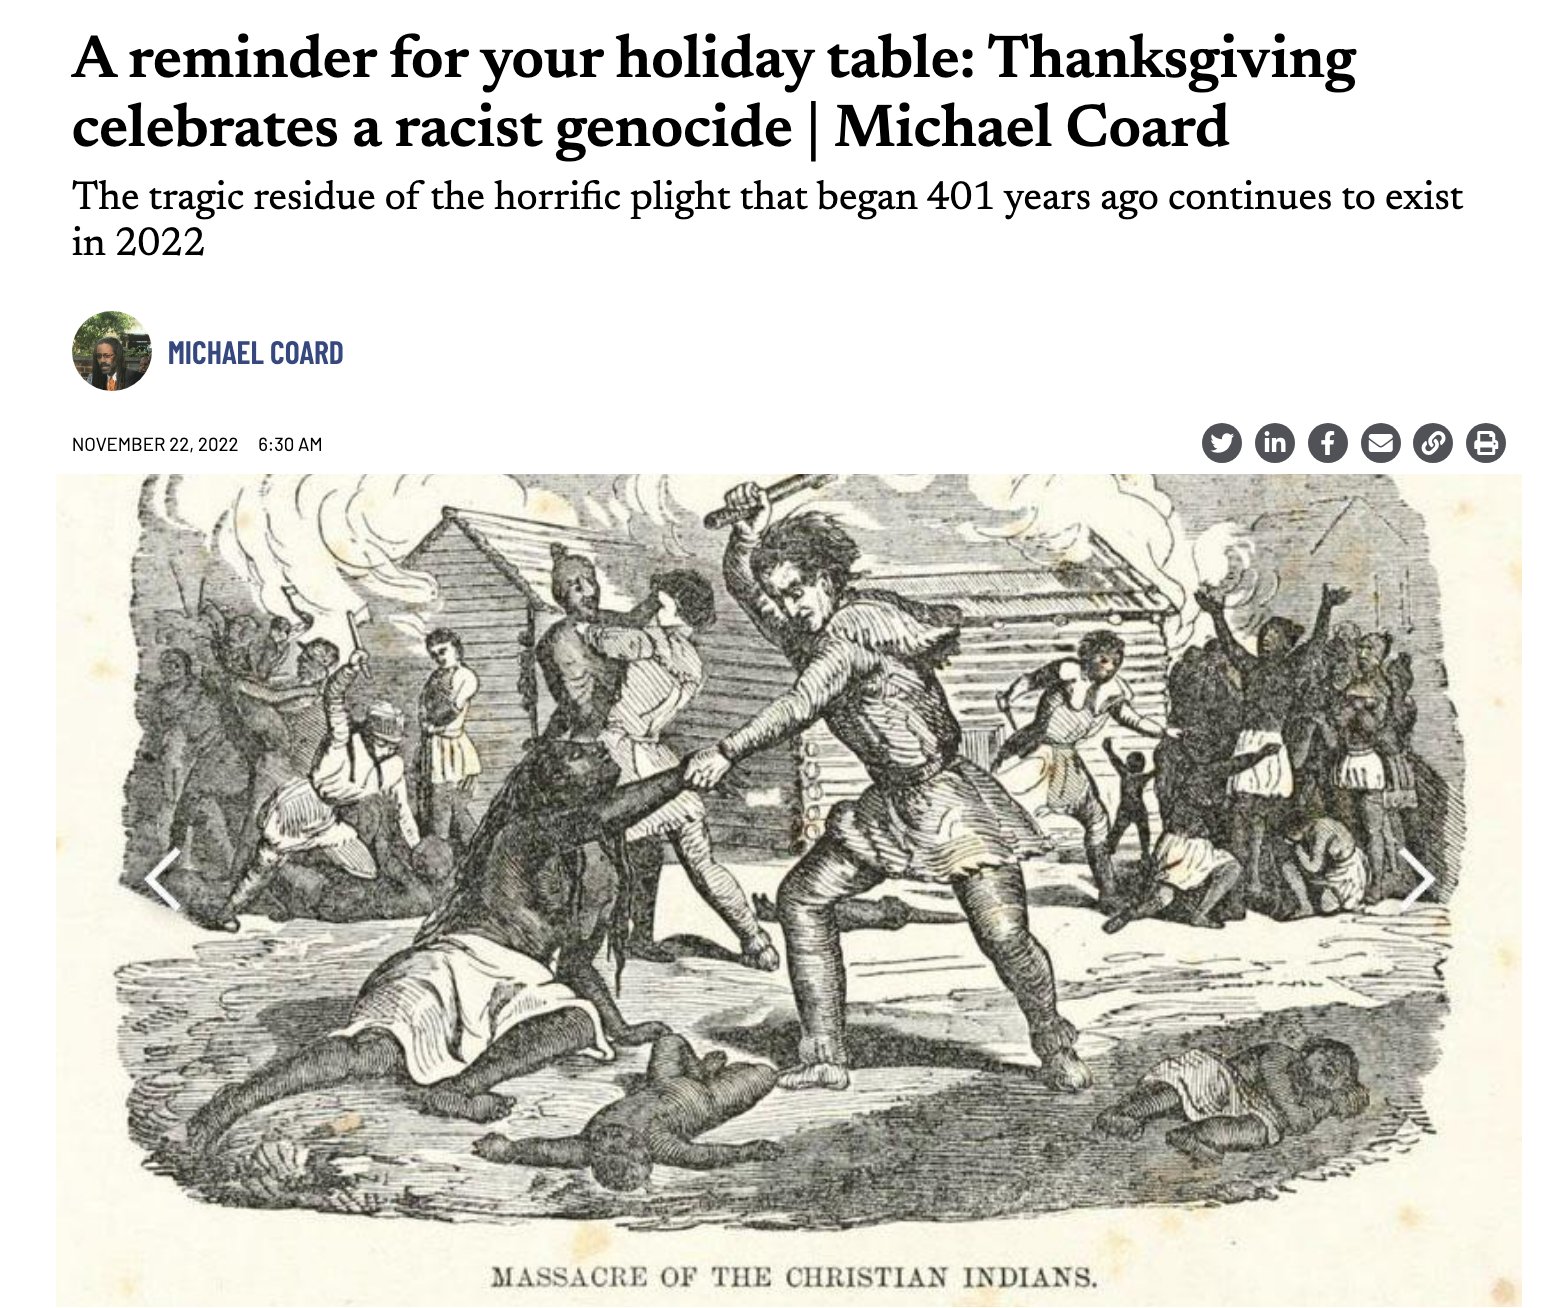 A reminder for your holiday table: Thanksgiving
celebrates a racist genocide | Michael Coard
The tragic residue of the horrific plight that began 401 years ago continues to exist
in 2022
MICHAEL COARD
NOVEMBER 22, 2022 6:30 AM
MASSACRE OF THE CHRISTIAN INDIANS.